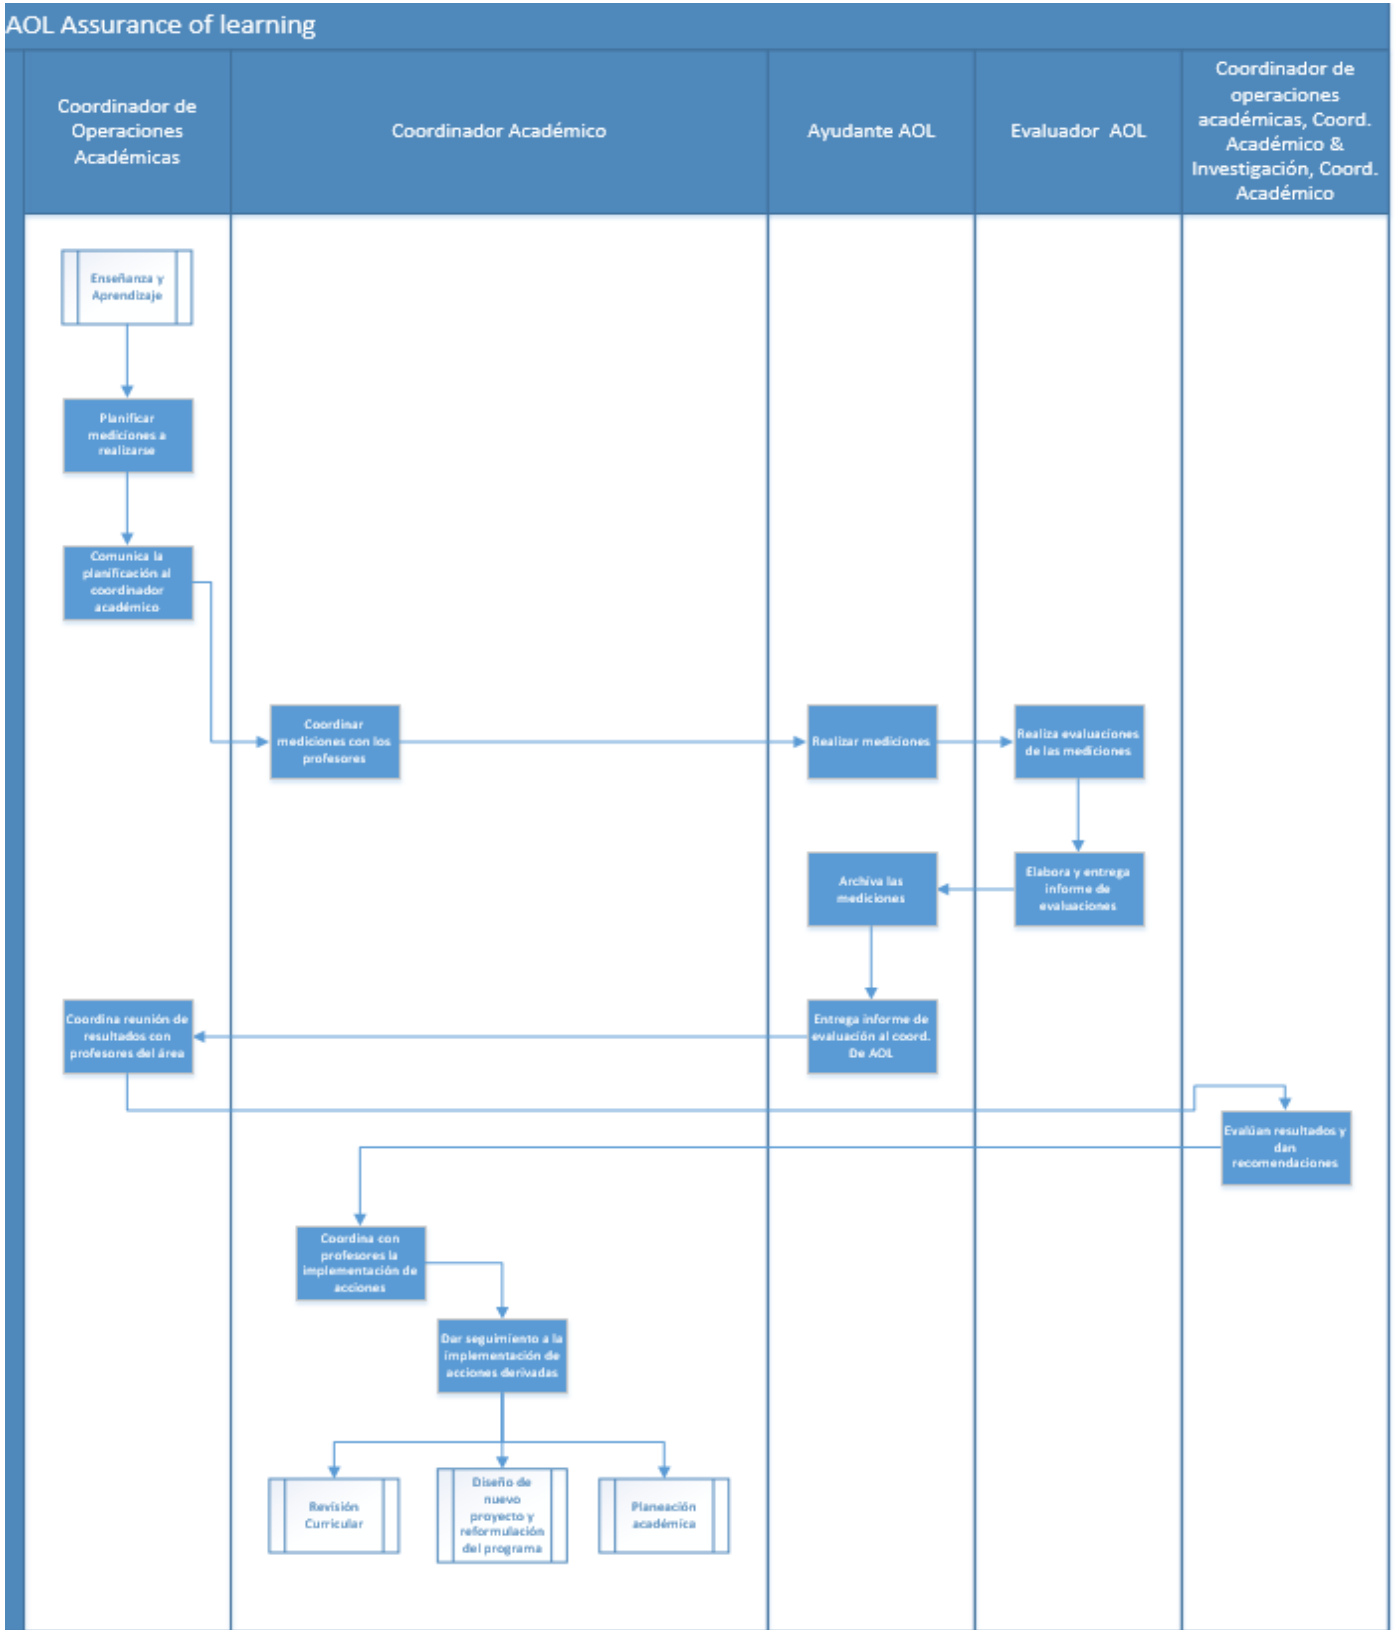 AOL Assurance of learning
Coordinador de
Operaciones
Académicas
Coordinador Académico
Ayudante AOL
Evaluador AOL
Coordinador de
operaciones
académicas, Coord.
Académico &
Investigación, Coord.
Académico
Enseñanza y
Aprendizaje
Planificar
mediciones a
realizarse
Comunica la
planificación al
coordinador
académico
Coordinar
mediciones con los
profesores
Realizar mediciones
Realiza evaluaciones
de las mediciones
Archiva las
mediciones
Elabora y entrega
informe de
evaluaciones
Coordina reunión de
resultados con
profesores del área
Entrega informe de
evaluación al coord.
De AOL
Evalúan resultados y
dan
recomendaciones
Coordina con
profesores la
implementación de
acciones
Dar seguimiento a la
implementación de
acciones derivadas
Revisión
Curricular
Diseño de
nuevo
proyecto y
reformulación
del programa
Planeación
académica